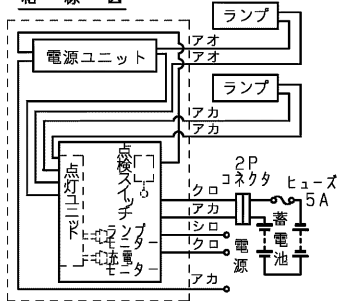 結線図
ランプ
アオ
アオ
電源ユニット
ランプ
アカ
アカ
点検スイッチ
点灯ユニット
2P
コネクタ
ヒューズ
5A
クロ
アカ
シロ
クロ
アカ
電源
蓄電池
ランプ
モニター
充電
モニター